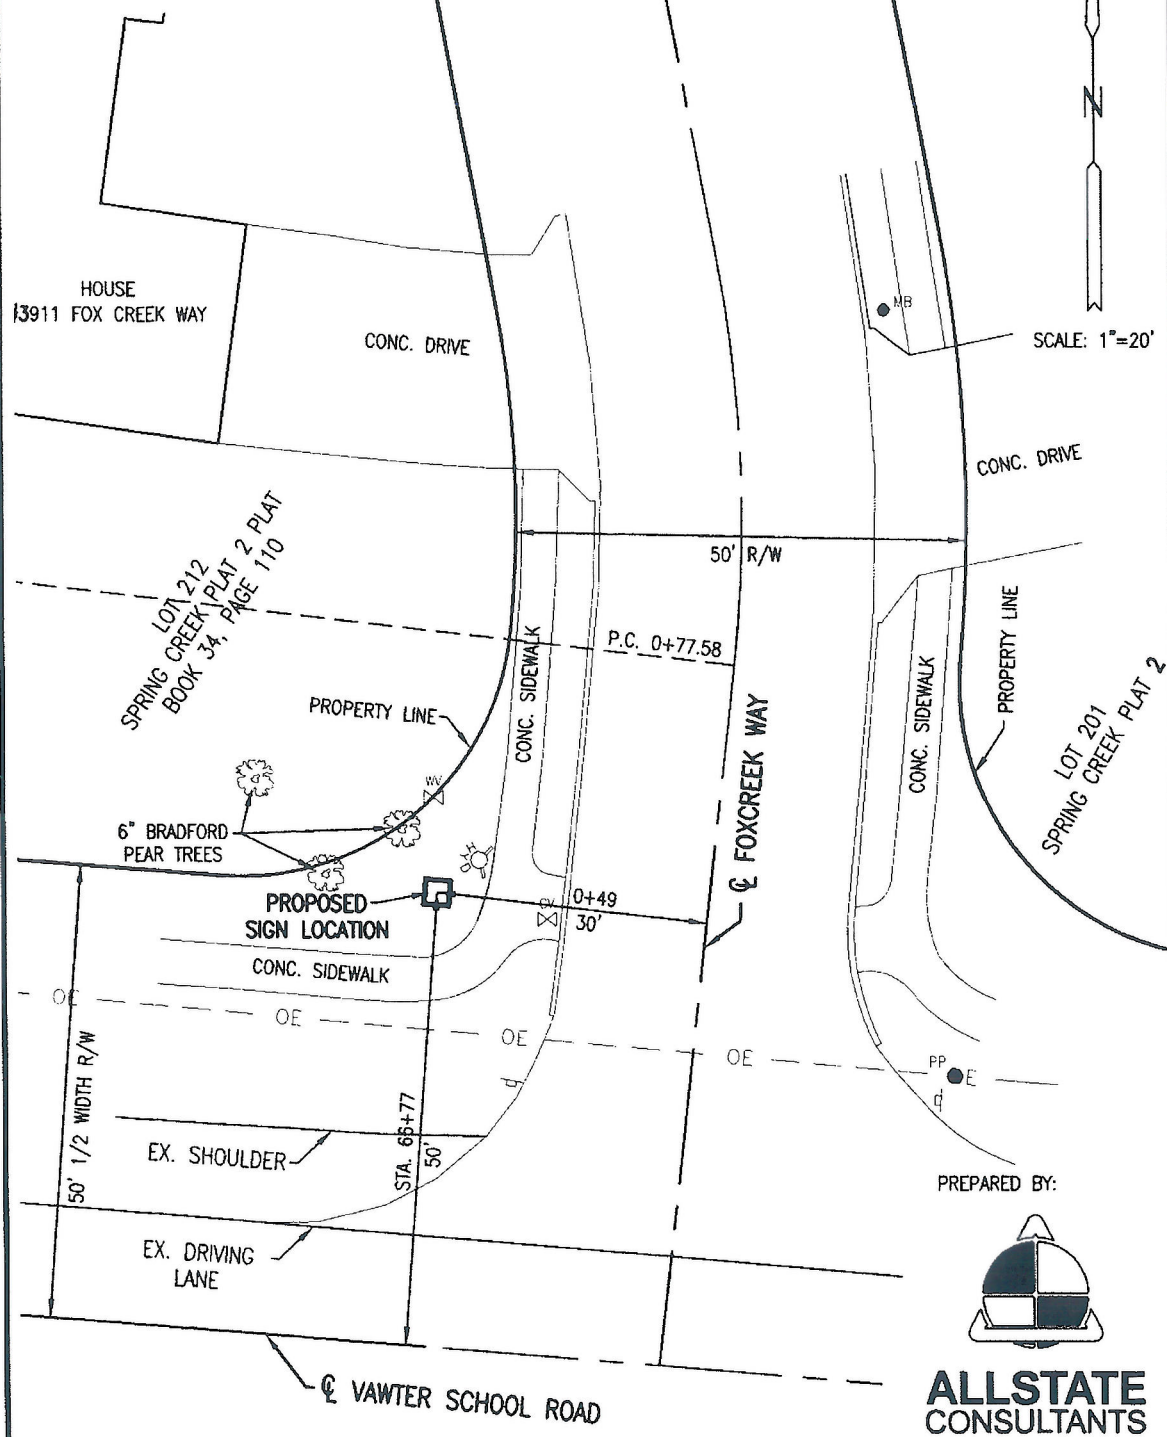 N
SCALE: 1"=20'
HOUSE
3911 FOX CREEK WAY
CONC. DRIVE
MB
CONC. DRIVE
50' R/W
LOT 212
SPRING CREEK PLAT 2 PLAT
BOOK 34, PAGE 110
P.C. 0+77.58
CONC. SIDEWALK
PROPERTY LINE
PROPERTY LINE
CONC. SIDEWALK
LOT 201
SPRING CREEK PLAT 2
℄ FOXCREEK WAY
WV
6" BRADFORD
PEAR TREES
PROPOSED
SIGN LOCATION
0+49
30'
CONC. SIDEWALK
OE
OE
OE
OE
PP
E
50' 1/2 WIDTH R/W
STA. 66+77
50'
EX. SHOULDER
EX. DRIVING
LANE
℄ VAWTER SCHOOL ROAD
PREPARED BY:
ALLSTATE
CONSULTANTS